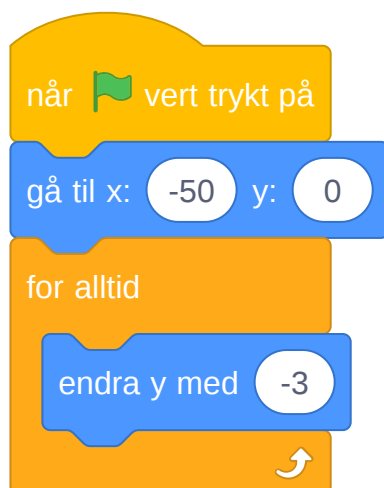 når vert trykt på
gå til x: -50 y: 0
for alltid
endra y med -3